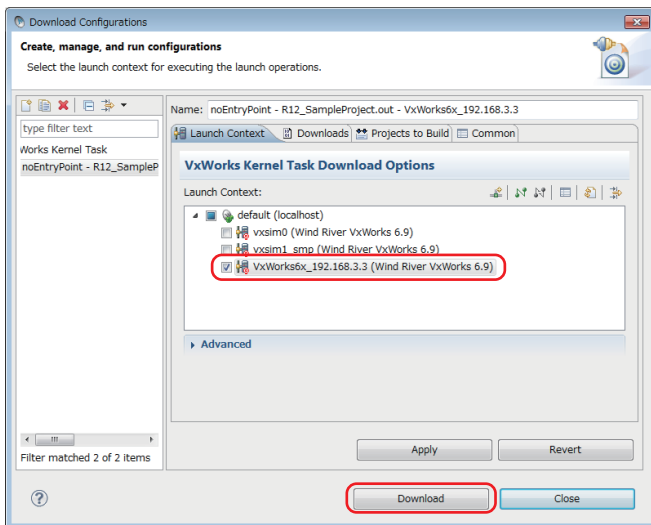 Download Configurations
Create, manage, and run configurations
Select the launch context for executing the launch operations.
type filter text
Works Kernel Task
noEntryPoint - R12_SampleP
Filter matched 2 of 2 items
Name: noEntryPoint - R12_SampleProject.out - VxWorks6x_192.168.3.3
Launch Context Downloads Projects to Build Common
VxWorks Kernel Task Download Options
Launch Context:
default (localhost)
vxsim0 (Wind River VxWorks 6.9)
vxsim1_smp (Wind River VxWorks 6.9)
VxWorks6x_192.168.3.3 (Wind River VxWorks 6.9)
Advanced
Apply Revert
Download Close